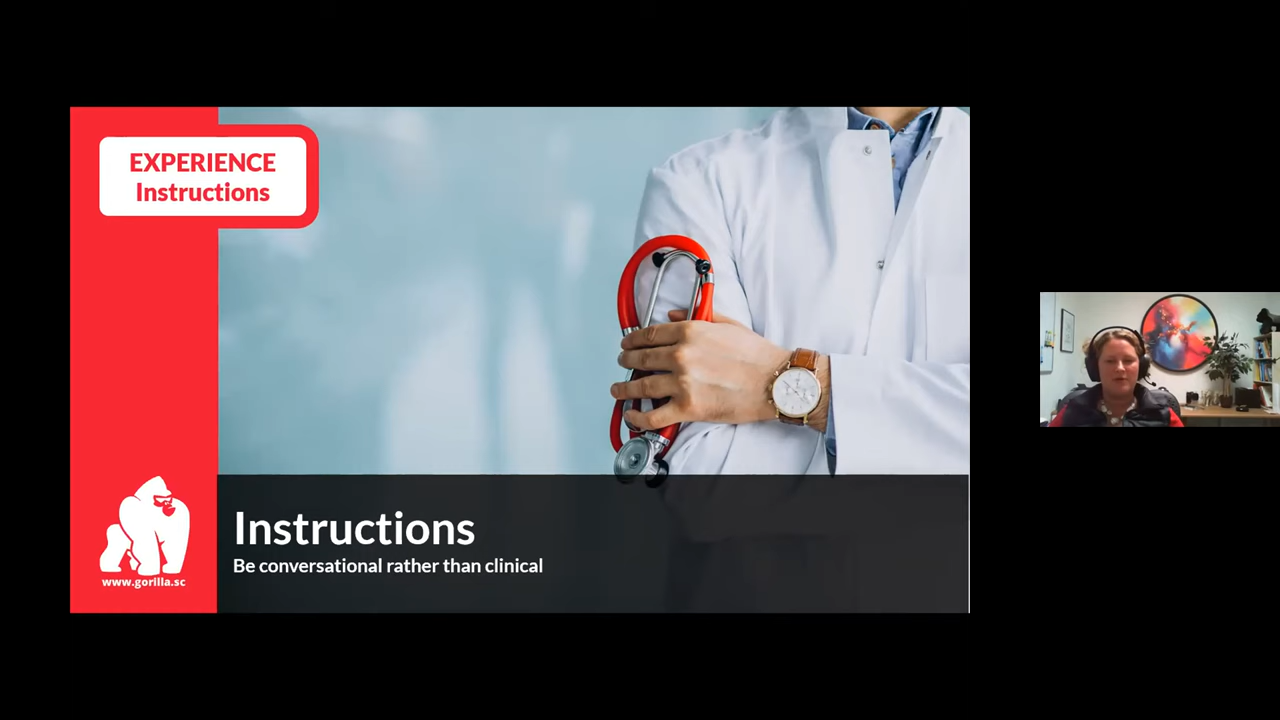 EXPERIENCE
Instructions
Instructions
Be conversational rather than clinical
www.gorilla.sc